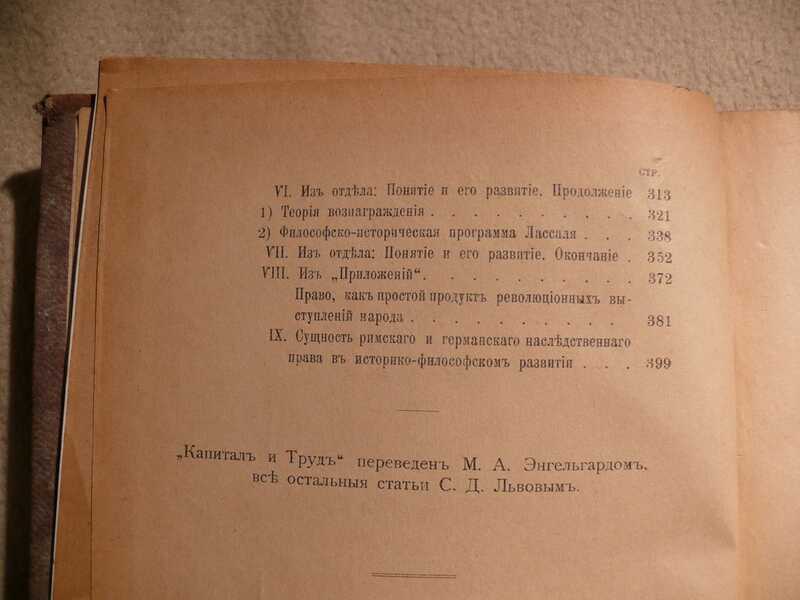 СТР.
VI. Изъ отдѣла: Понятіе и его развитіе. Продолженіе 313
1) Теорія вознагражденія . . . . . . . . . . 321
2) Философско-историческая программа Лассаля . . . 338
VII. Изъ отдѣла: Понятіе и его развитіе. Окончаніе . 352
VIII. Изъ „Приложеній“. . . . . . . . . . 372
Право, какъ простой продуктъ революціонныхъ вы-
ступленій народа . . . . . . . . . . 381
IX. Сущность римскаго и германскаго наслѣдственнаго
права въ историко-философскомъ развитіи . . . 399
„Капиталъ и Трудъ“ переведенъ М. А. Энгельгардомъ,
всѣ остальныя статьи С. Д. Львовымъ.